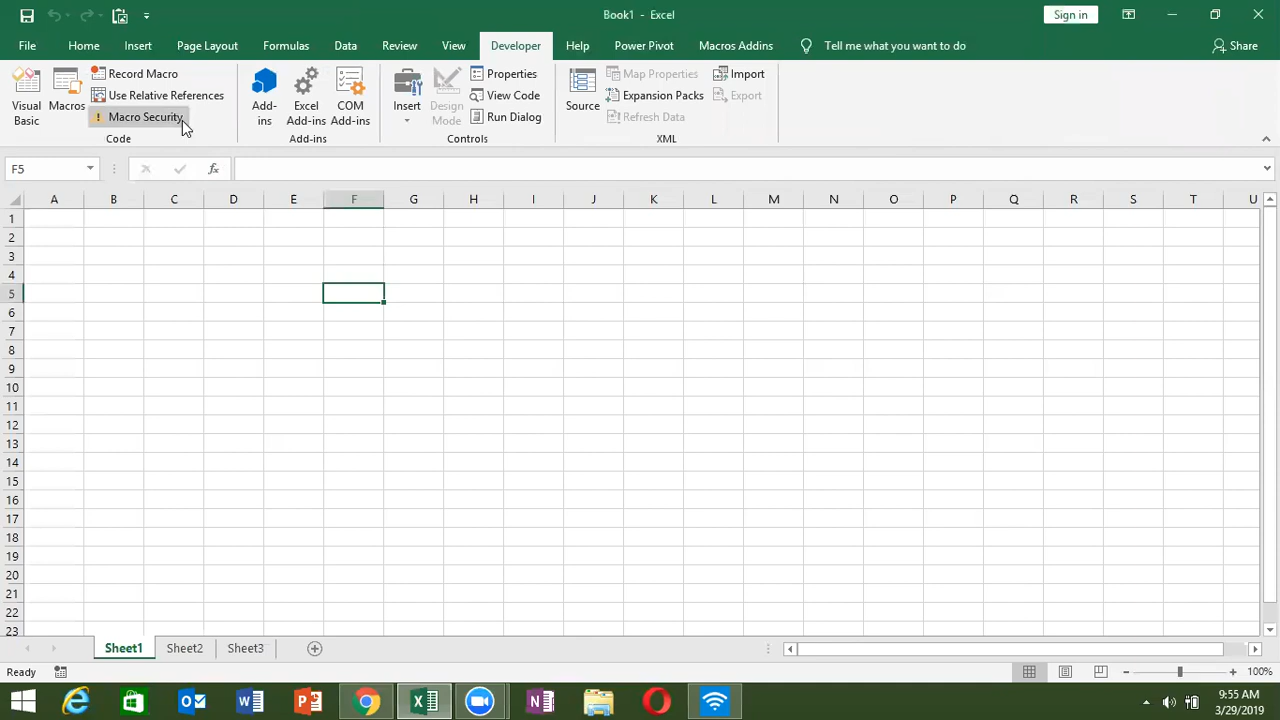 Book1 - Excel
Sign in
File Home Insert Page Layout Formulas Data Review View Developer Help Power Pivot Macros Addins Tell me what you want to do Share
Visual Basic
Macros
Record Macro
Use Relative References
Macro Security
Code
Add-ins
Excel Add-ins
COM Add-ins
Add-ins
Insert
Design Mode
Properties
View Code
Run Dialog
Controls
Source
Map Properties
Expansion Packs
Refresh Data
Import
Export
XML
F5
fx
A B C D E F G H I J K L M N O P Q R S T U
1
2
3
4
5
6
7
8
9
10
11
12
13
14
15
16
17
18
19
20
21
22
23
Sheet1 Sheet2 Sheet3
Ready
100%
9:55 AM
3/29/2019